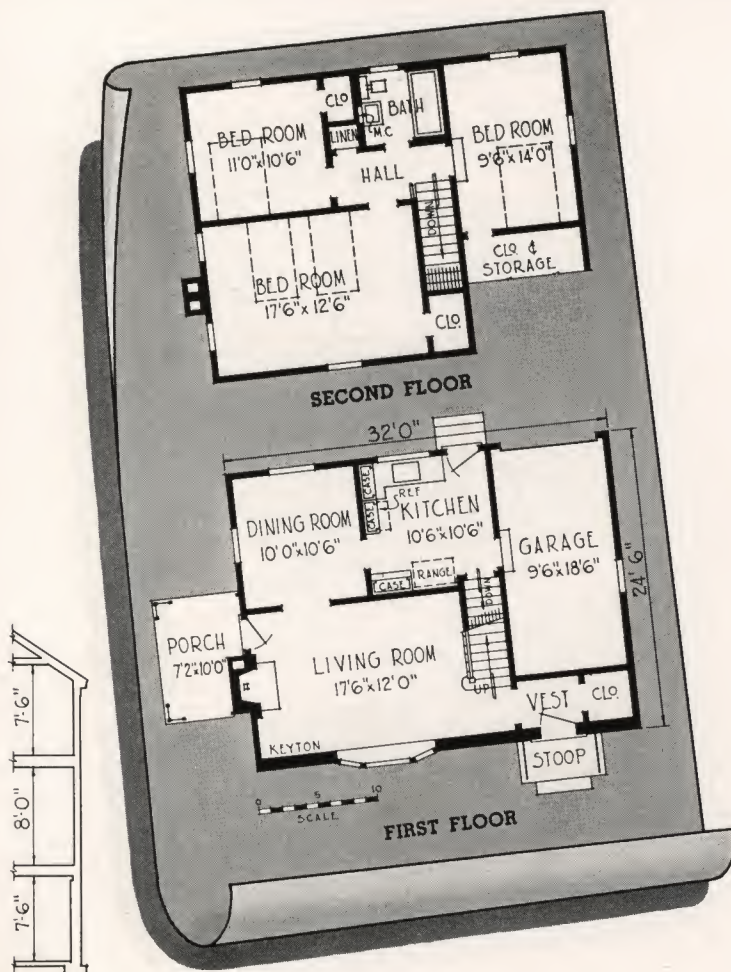 CLO.
BATH
BED ROOM
11'0"x10'6"
LINEN
M.C.
BED ROOM
9'6"x14'0"
HALL
DOWN
CLO. &
STORAGE
BED ROOM
17'6"x12'6"
CLO.
SECOND FLOOR
32'0"
CASE
CASE
REF
DINING ROOM
10'0"x10'6"
KITCHEN
10'6"x10'6"
GARAGE
9'6"x18'6"
24'6"
CASE
RANGE
DOWN
PORCH
7'2"x10'0"
LIVING ROOM
17'6"x12'0"
UP
VEST
CLO.
KEYTON
STOOP
0 5 10
SCALE
FIRST FLOOR
7'-6"
8'-0"
7'-6"